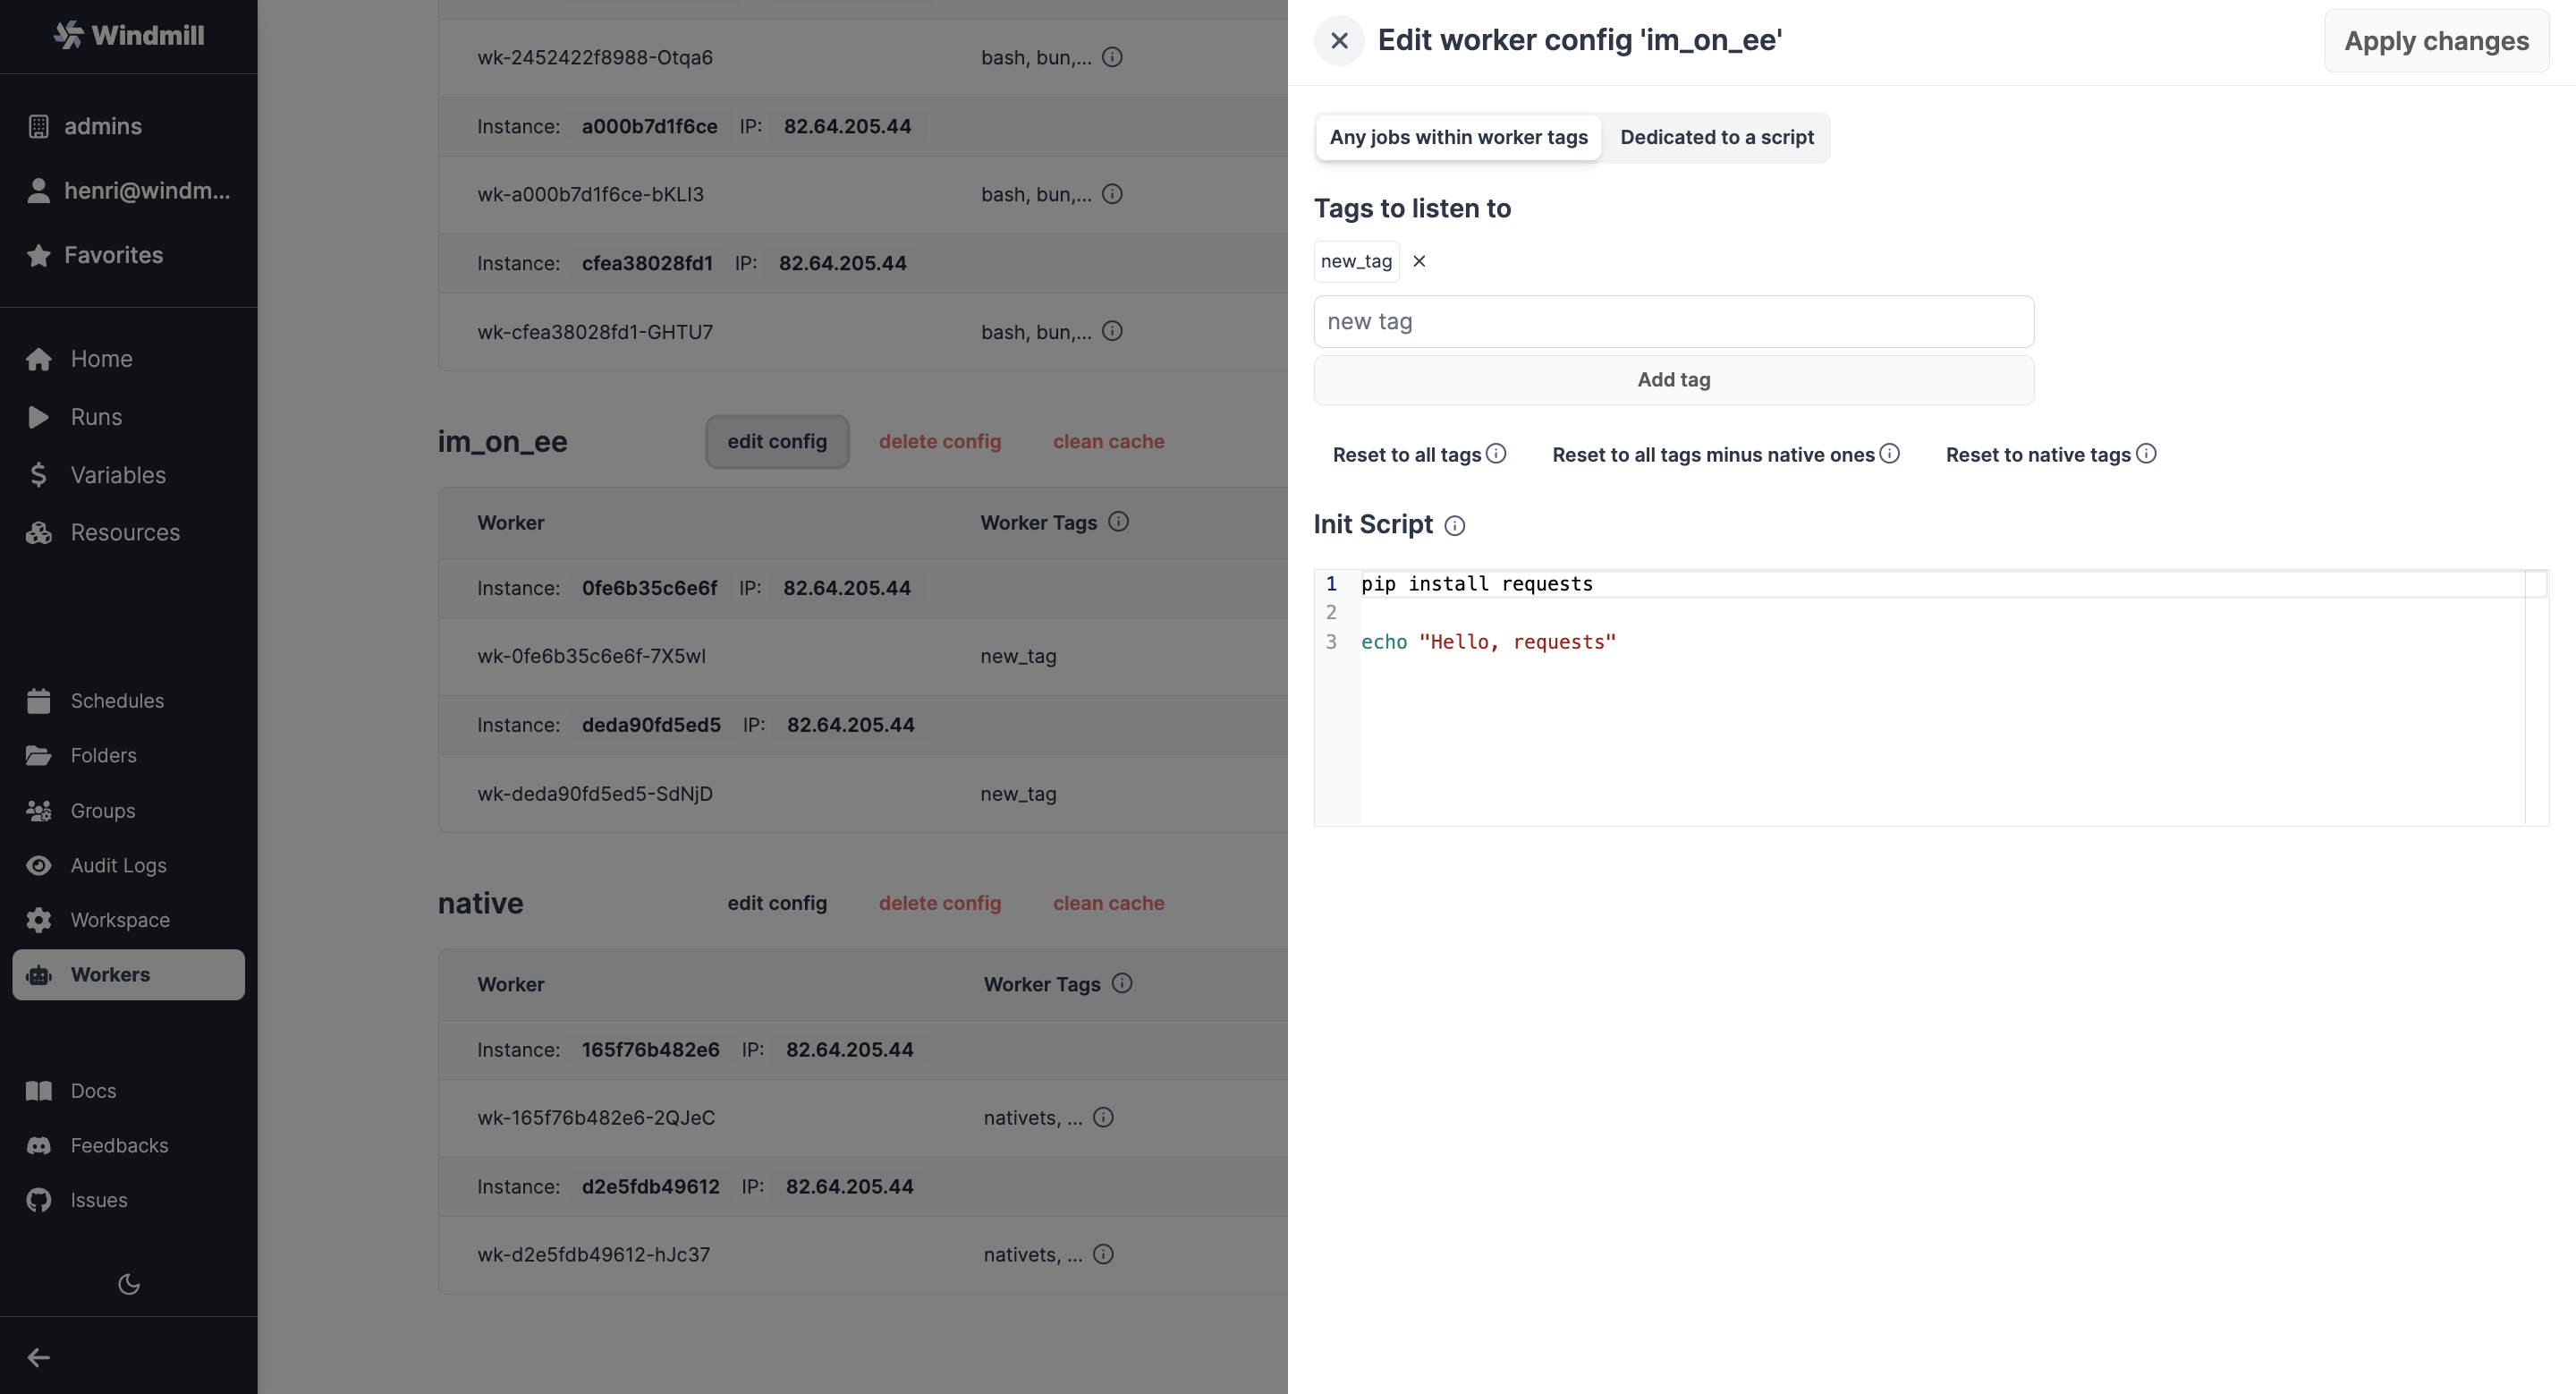 Windmill
admins
henri@windm...
Favorites
Home
Runs
Variables
Resources
Schedules
Folders
Groups
Audit Logs
Workspace
Workers
Docs
Feedbacks
Issues
wk-2452422f8988-Otqa6 bash, bun,...
Instance: a000b7d1f6ce IP: 82.64.205.44
wk-a000b7d1f6ce-bKLI3 bash, bun,...
Instance: cfea38028fd1 IP: 82.64.205.44
wk-cfea38028fd1-GHTU7 bash, bun,...
im_on_ee edit config delete config clean cache
Worker Worker Tags
Instance: 0fe6b35c6e6f IP: 82.64.205.44
wk-0fe6b35c6e6f-7X5wI new_tag
Instance: deda90fd5ed5 IP: 82.64.205.44
wk-deda90fd5ed5-SdNjD new_tag
native edit config delete config clean cache
Worker Worker Tags
Instance: 165f76b482e6 IP: 82.64.205.44
wk-165f76b482e6-2QJeC nativets, ...
Instance: d2e5fdb49612 IP: 82.64.205.44
wk-d2e5fdb49612-hJc37 nativets, ...
Edit worker config 'im_on_ee' Apply changes
Any jobs within worker tags Dedicated to a script
Tags to listen to
new_tag
new tag
Add tag
Reset to all tags Reset to all tags minus native ones Reset to native tags
Init Script
1 pip install requests
2
3 echo "Hello, requests"